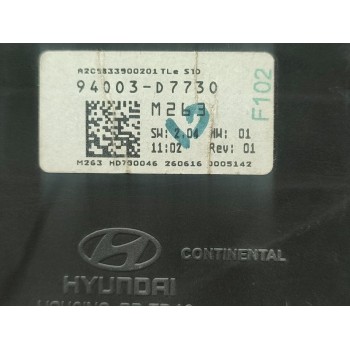 A2C9833900201 TLe STD
94003-D7730
M263
SW: 2.04 HW: 01
11:02 Rev: 01
M263 HD700046 260616 0005142
F102
CONTINENTAL
HYUNDAI